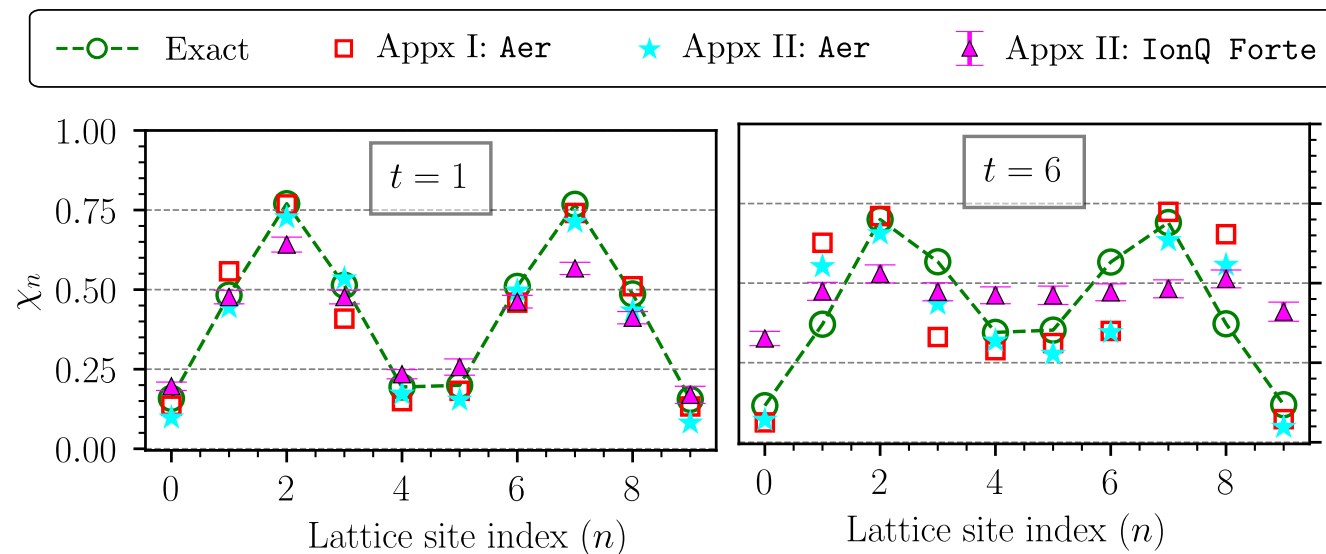 Exact Appx I: Aer Appx II: Aer Appx II: IonQ Forte
t = 1 t = 6
1.00
0.75
0.50
0.25
0.00
χₙ
0 2 4 6 8 0 2 4 6 8
Lattice site index (n) Lattice site index (n)